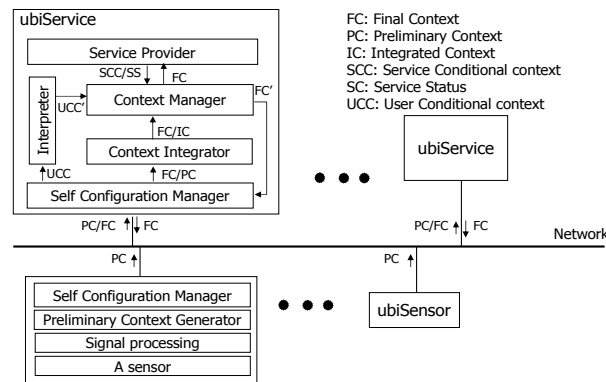 ubiService
Service Provider
SCC/SS
FC
Interpreter
UCC'
Context Manager
FC'
FC/IC
Context Integrator
UCC
FC/PC
Self Configuration Manager
PC/FC
FC
FC: Final Context
PC: Preliminary Context
IC: Integrated Context
SCC: Service Conditional context
SC: Service Status
UCC: User Conditional context
ubiService
PC/FC
FC
Network
PC
PC
Self Configuration Manager
Preliminary Context Generator
Signal processing
A sensor
ubiSensor